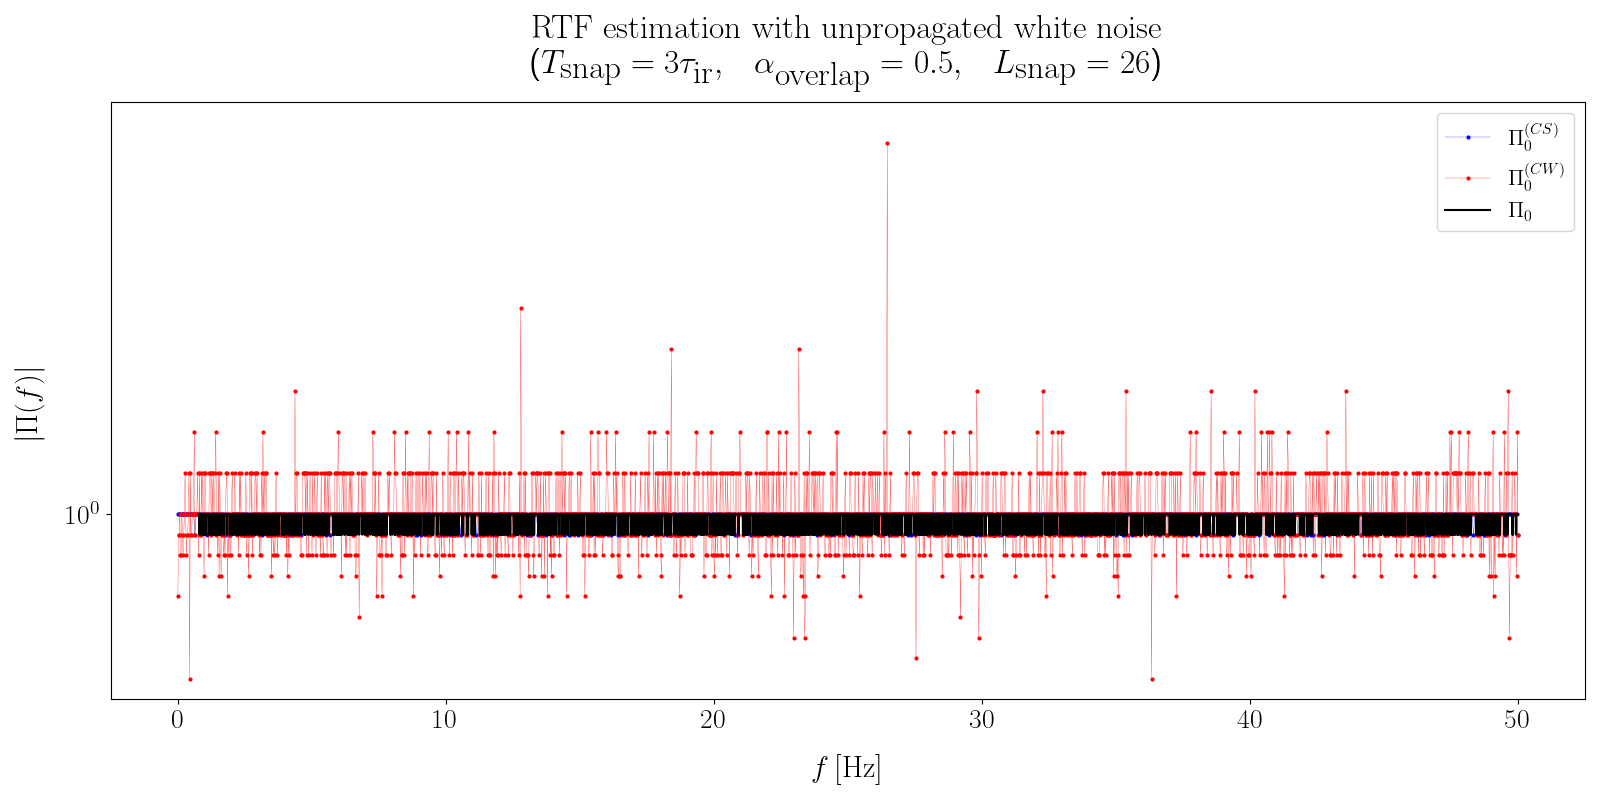 RTF estimation with unpropagated white noise
(T_snap = 3τ_ir, α_overlap = 0.5, L_snap = 26)
|Π(f)|
10^0
Π_0^(CS)
Π_0^(CW)
Π_0
0 10 20 30 40 50
f [Hz]